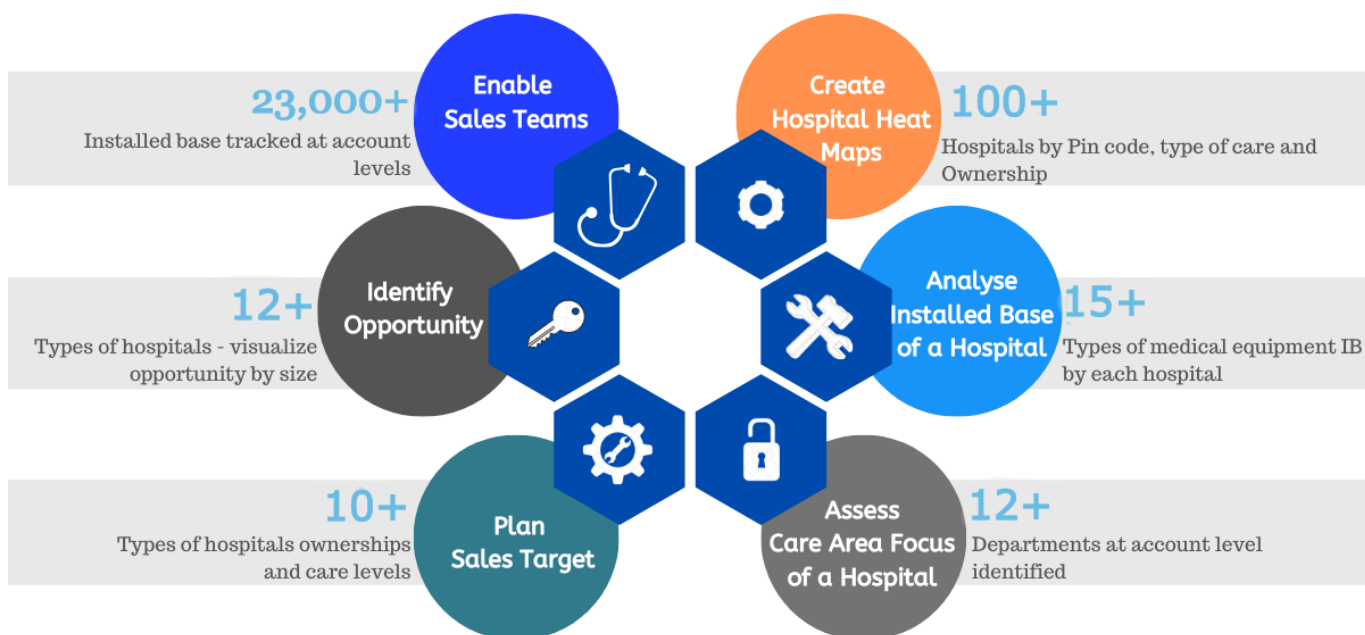 Enable
Sales Teams
23,000+
Installed base tracked at account
levels
Create
Hospital Heat
Maps
100+
Hospitals by Pin code, type of care and
Ownership
Identify
Opportunity
12+
Types of hospitals - visualize
opportunity by size
Analyse
Installed Base
of a Hospital
15+
Types of medical equipment IB
by each hospital
Plan
Sales Target
10+
Types of hospitals ownerships
and care levels
Assess
Care Area Focus
of a Hospital
12+
Departments at account level
identified